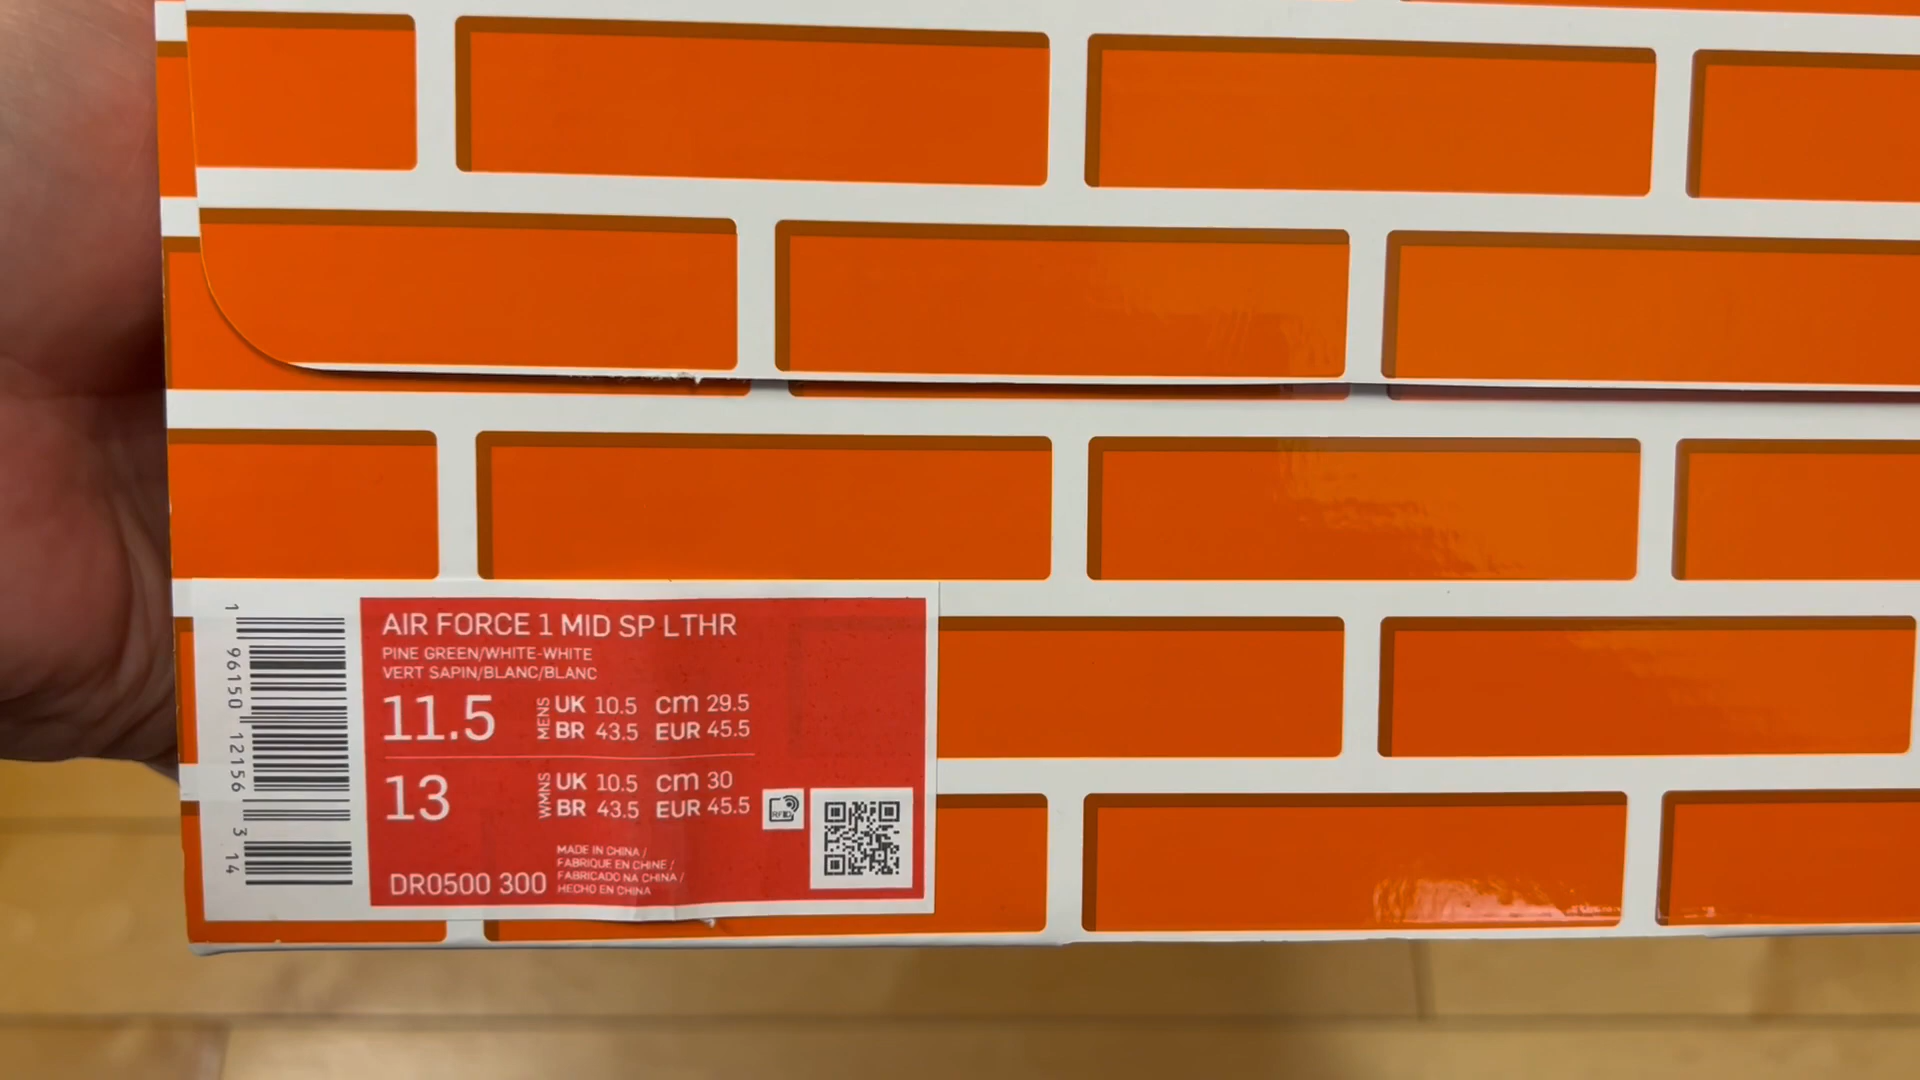 AIR FORCE 1 MID SP LTHR
PINE GREEN/WHITE-WHITE
VERT SAPIN/BLANC/BLANC
11.5 MENS UK 10.5 cm 29.5
BR 43.5 EUR 45.5
13 WMNS UK 10.5 cm 30
BR 43.5 EUR 45.5
RFID
MADE IN CHINA /
FABRIQUE EN CHINE /
FABRICADO NA CHINA /
HECHO EN CHINA
DR0500 300
1 96150 12156 3 14